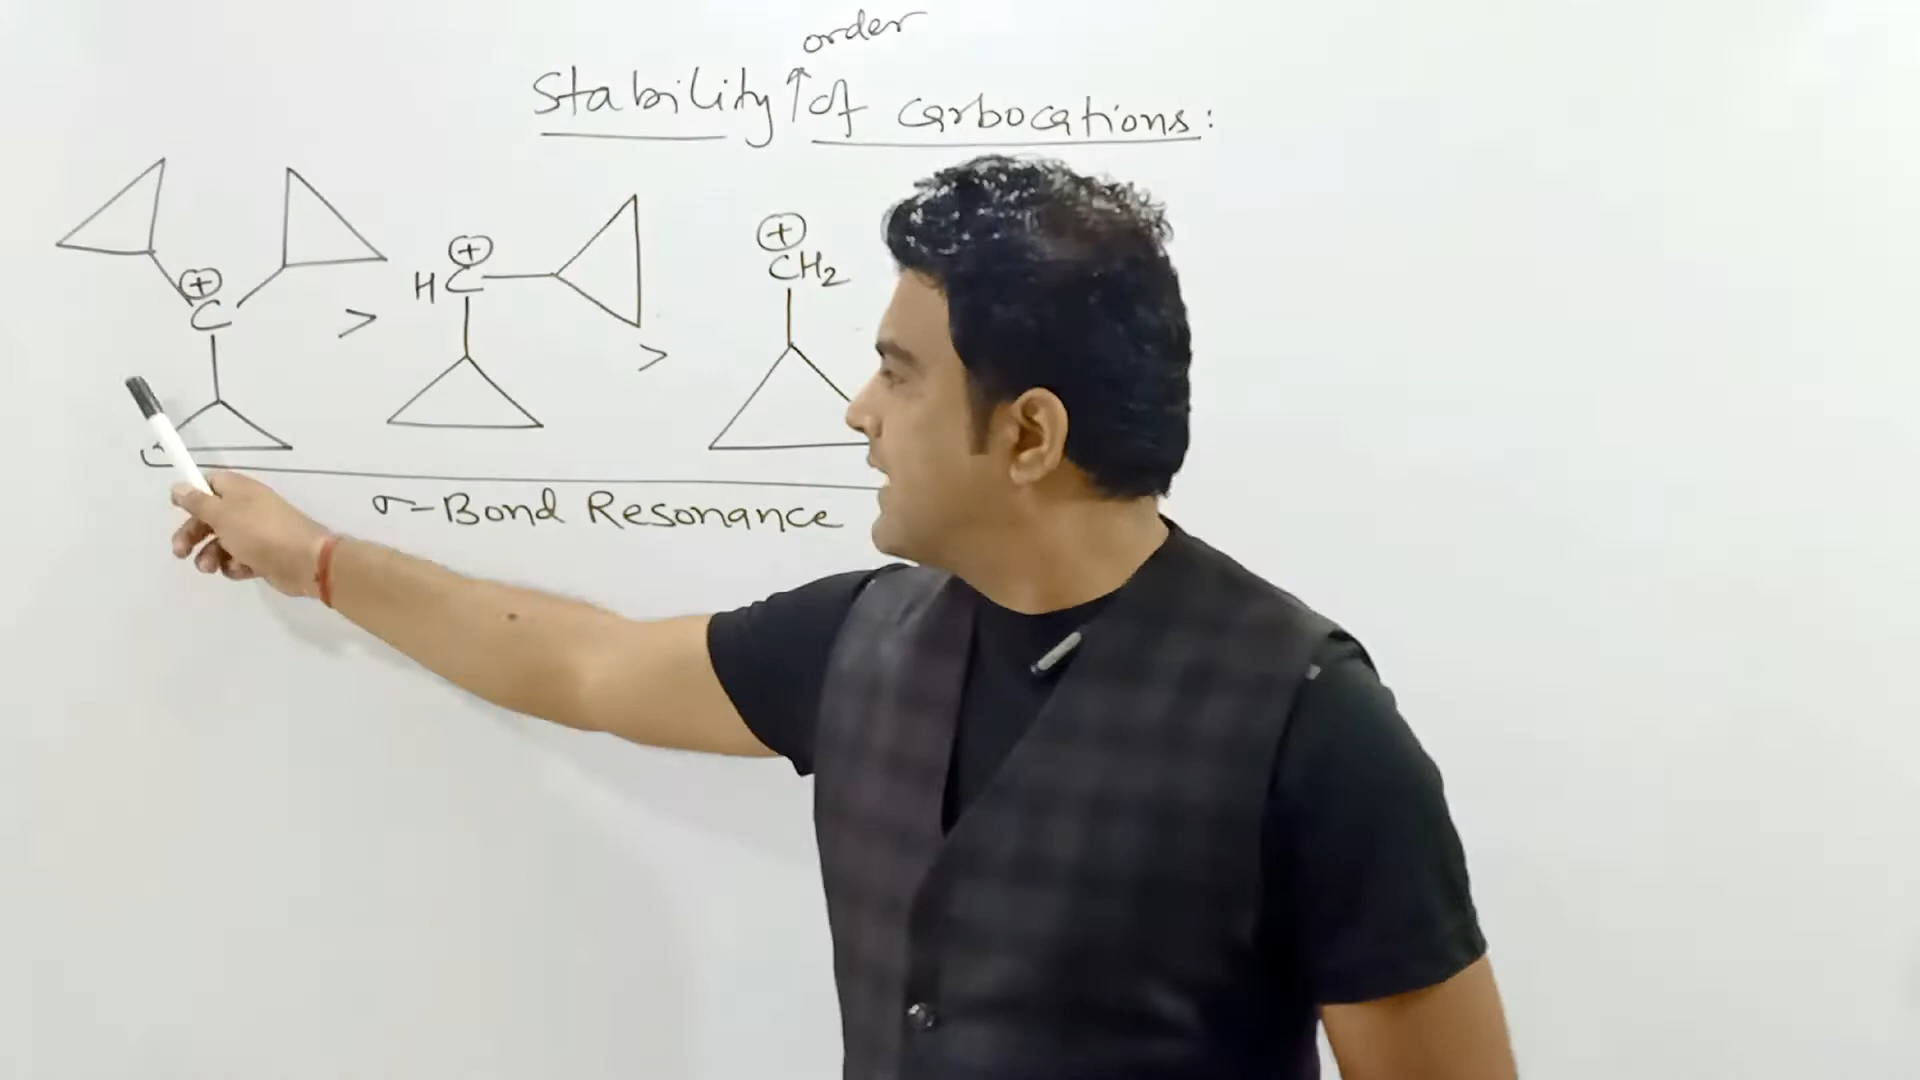 order
Stability ↑ of carbocations:
⊕ C > H C ⊕ > ⊕ CH2
σ-Bond Resonance